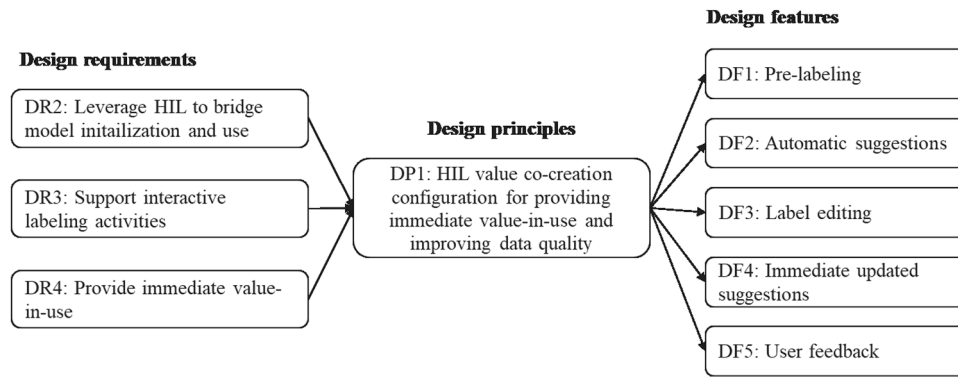 Design requirements
DR2: Leverage HIL to bridge
model initailization and use
DR3: Support interactive
labeling activities
DR4: Provide immediate value-
in-use
Design principles
DP1: HIL value co-creation
configuration for providing
immediate value-in-use and
improving data quality
Design features
DF1: Pre-labeling
DF2: Automatic suggestions
DF3: Label editing
DF4: Immediate updated
suggestions
DF5: User feedback